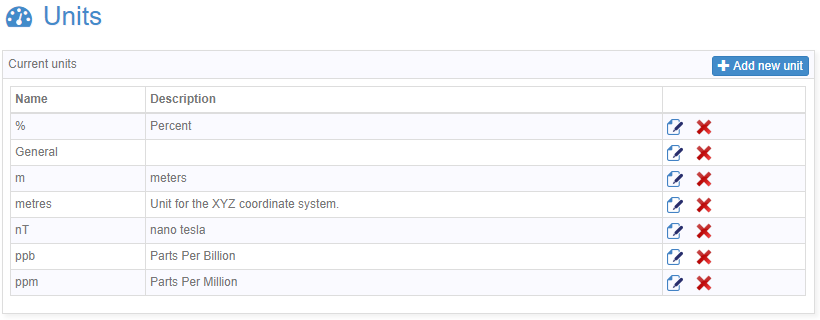 Units
Current units
Add new unit
Name Description
% Percent
General
m meters
metres Unit for the XYZ coordinate system.
nT nano tesla
ppb Parts Per Billion
ppm Parts Per Million